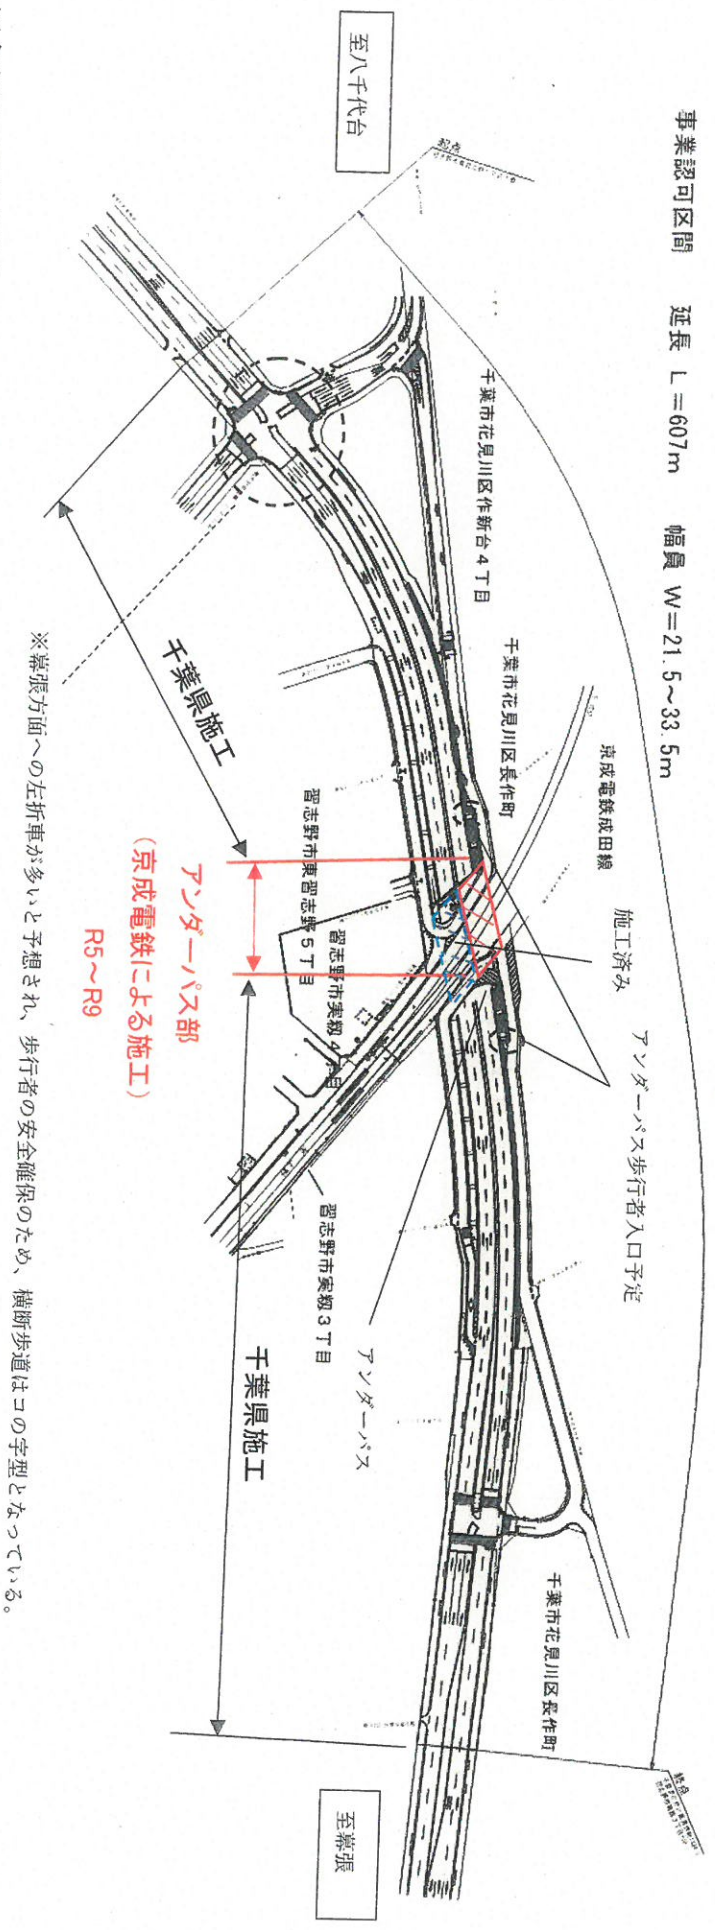 事業認可区間　延長 L=607m　幅員 W=21.5~33.5m
至八千代台
起点
千葉市花見川区作新台4丁目
千葉市花見川区長作町
京成電鉄成田線
施工済み
アンダーパス歩行者入口予定
千葉市花見川区長作町
終点
千葉県施工
習志野市東習志野5丁目
習志野市実籾4丁目
アンダーパス部
(京成電鉄による施工)
R5~R9
習志野市実籾3丁目
アンダーパス
千葉県施工
至幕張
※幕張方面への左折車が多いと予想され、歩行者の安全確保のため、横断歩道はコの字型となっている。